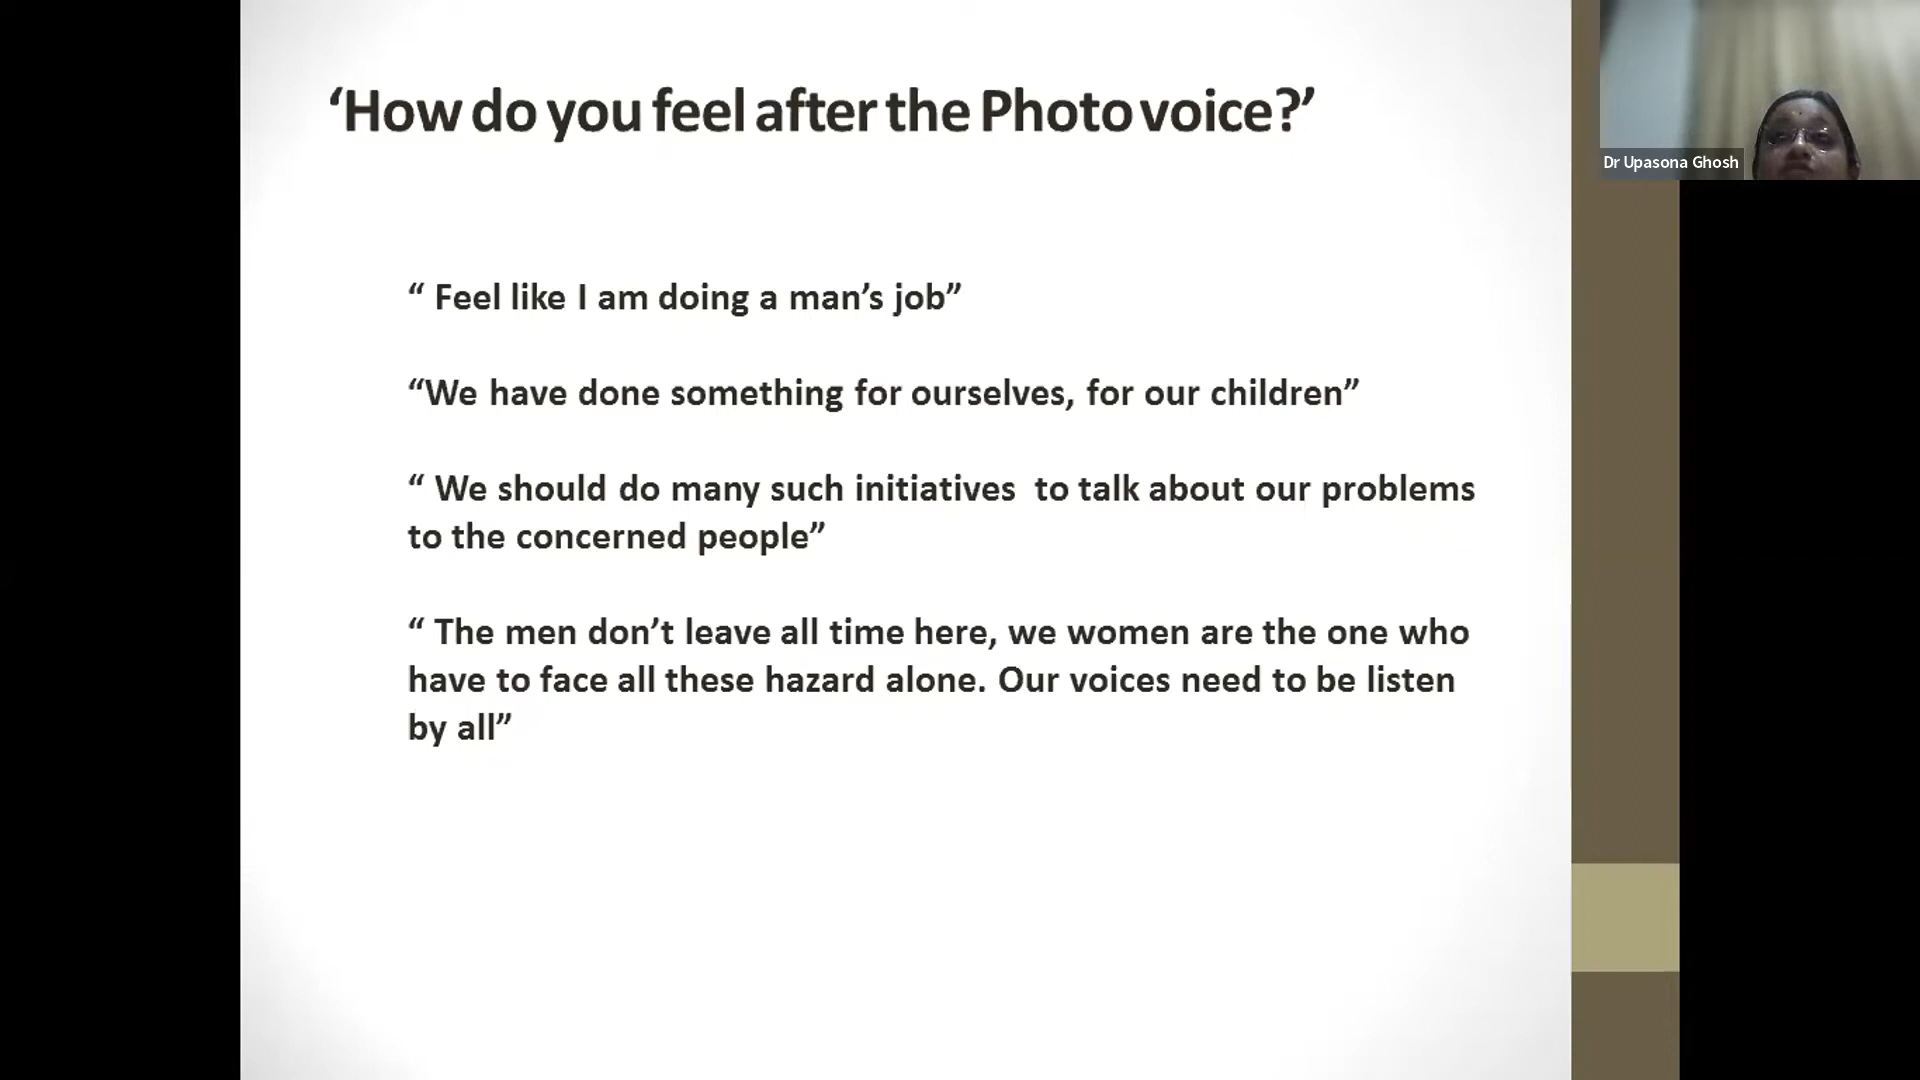 ‘How do you feel after the Photo voice?’
Dr Upasona Ghosh
“ Feel like I am doing a man’s job”
“We have done something for ourselves, for our children”
“ We should do many such initiatives  to talk about our problems
to the concerned people”
“ The men don’t leave all time here, we women are the one who
have to face all these hazard alone. Our voices need to be listen
by all”